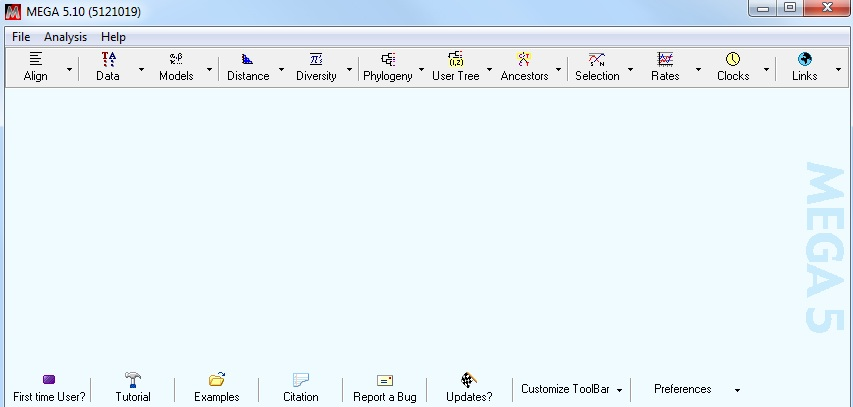 MEGA 5.10 (5121019)
File Analysis Help
Align Data Models Distance Diversity Phylogeny User Tree Ancestors Selection Rates Clocks Links
MEGA 5
First time User? Tutorial Examples Citation Report a Bug Updates? Customize ToolBar Preferences